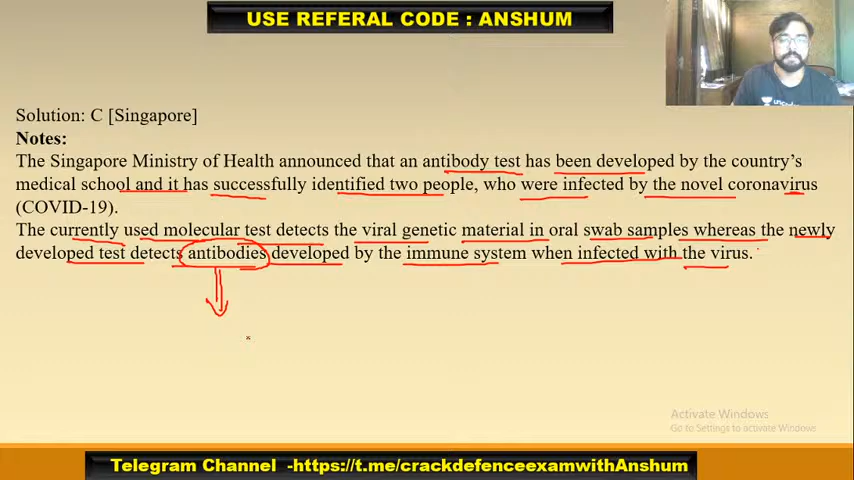 USE REFERAL CODE : ANSHUM
Solution: C [Singapore]
Notes:
The Singapore Ministry of Health announced that an antibody test has been developed by the country's
medical school and it has successfully identified two people, who were infected by the novel coronavirus
(COVID-19).
The currently used molecular test detects the viral genetic material in oral swab samples whereas the newly
developed test detects antibodies developed by the immune system when infected with the virus.
Activate Windows
Go to Settings to activate Windows.
Telegram Channel -https://t.me/crackdefenceexamwithAnshum